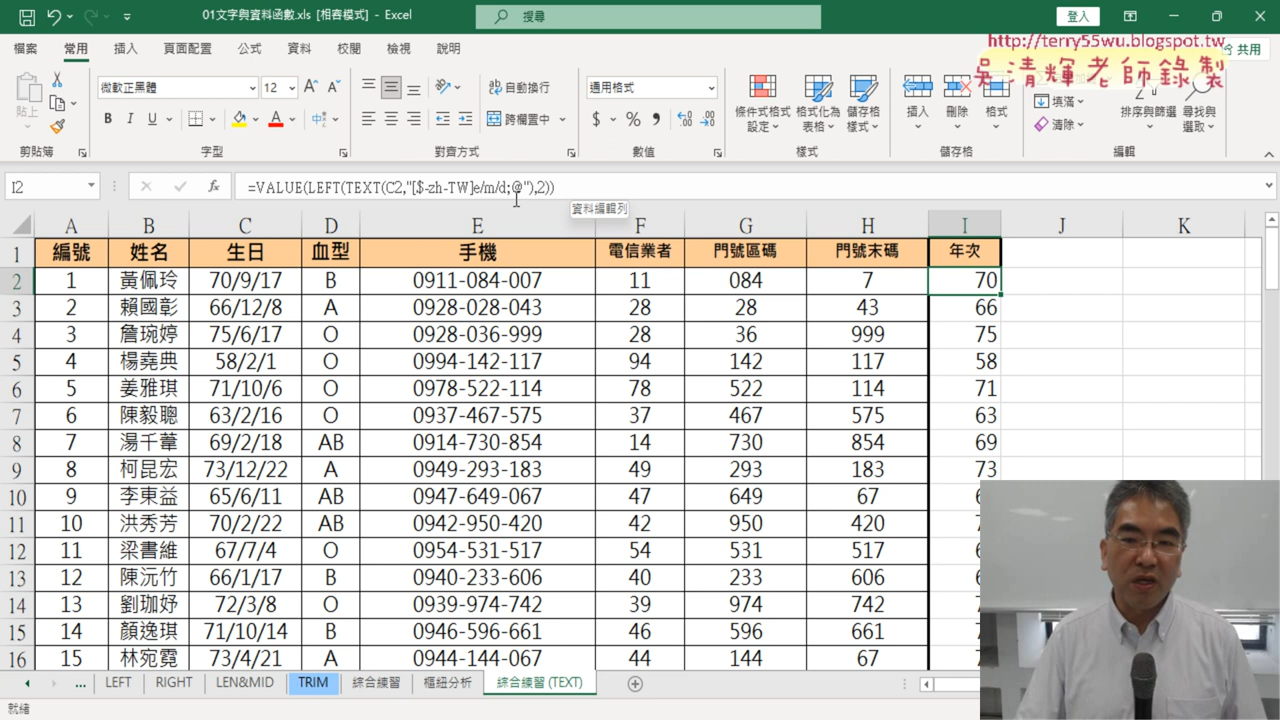 01文字與資料函數.xls [相容模式] - Excel
搜尋
登入
http://terry55wu.blogspot.tw
吳清輝老師錄製
檔案 常用 插入 頁面配置 公式 資料 校閱 檢視 說明
共用
貼上
剪貼簿
微軟正黑體 12
字型
自動換行
跨欄置中
對齊方式
通用格式
數值
條件式格式設定
格式化為表格
儲存格樣式
樣式
插入 刪除 格式
儲存格
填滿
清除
排序與篩選
尋找與選取
編輯
I2 fx =VALUE(LEFT(TEXT(C2,"[$-zh-TW]e/m/d;@"),2))
資料編輯列
A B C D E F G H I J K
1 編號 姓名 生日 血型 手機 電信業者 門號區碼 門號末碼 年次
2 1 黃佩玲 70/9/17 B 0911-084-007 11 084 7 70
3 2 賴國彰 66/12/8 A 0928-028-043 28 28 43 66
4 3 詹琬婷 75/6/17 O 0928-036-999 28 36 999 75
5 4 楊堯典 58/2/1 O 0994-142-117 94 142 117 58
6 5 姜雅琪 71/10/6 O 0978-522-114 78 522 114 71
7 6 陳毅聰 63/2/16 O 0937-467-575 37 467 575 63
8 7 湯千葦 69/2/18 AB 0914-730-854 14 730 854 69
9 8 柯昆宏 73/12/22 A 0949-293-183 49 293 183 73
10 9 李東益 65/6/11 AB 0947-649-067 47 649 67
11 10 洪秀芳 70/2/22 AB 0942-950-420 42 950 420
12 11 梁書維 67/7/4 O 0954-531-517 54 531 517
13 12 陳沅竹 66/1/17 B 0940-233-606 40 233 606
14 13 劉珈妤 72/3/8 O 0939-974-742 39 974 742
15 14 顏逸琪 71/10/14 B 0946-596-661 46 596 661
16 15 林宛霓 73/4/21 A 0944-144-067 44 144 67
... LEFT RIGHT LEN&MID TRIM 綜合練習 樞紐分析 綜合練習 (TEXT)
就緒